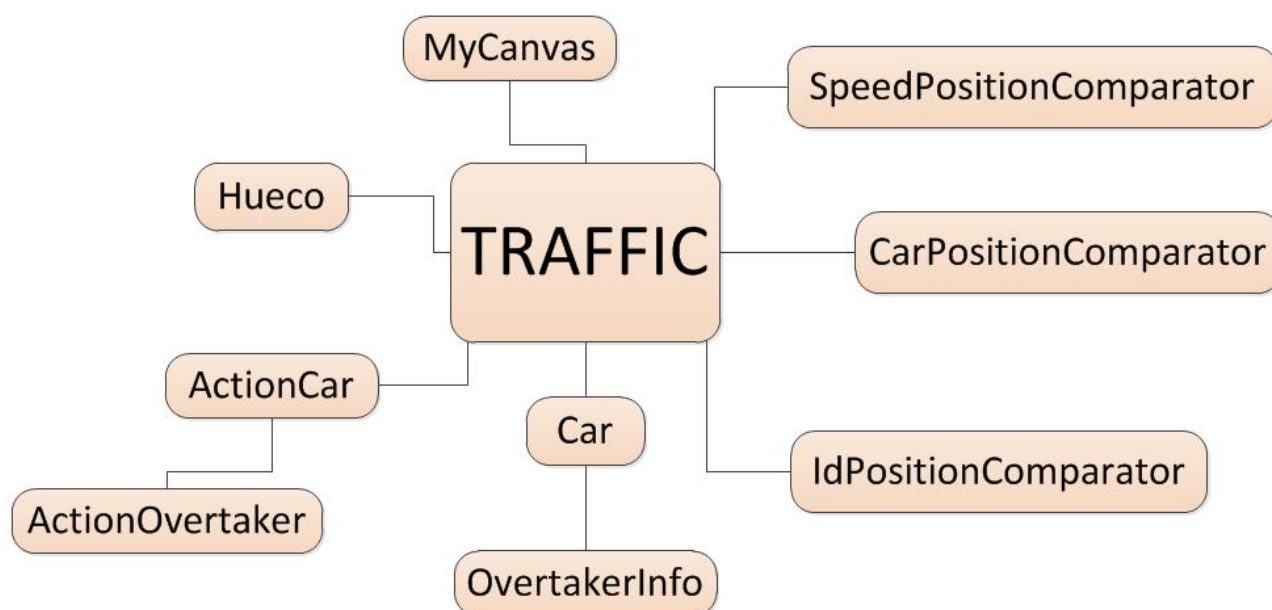 MyCanvas
SpeedPositionComparator
Hueco
TRAFFIC
CarPositionComparator
ActionCar
Car
IdPositionComparator
ActionOvertaker
OvertakerInfo